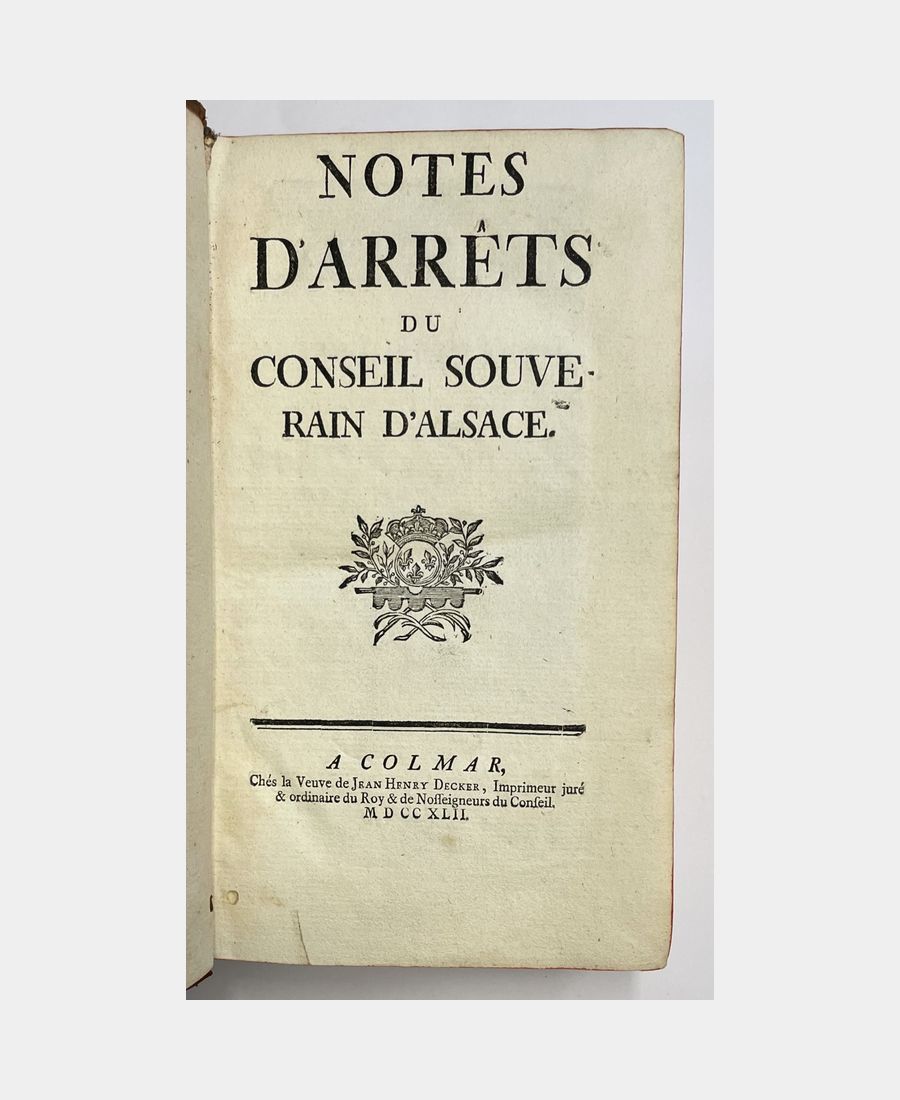 NOTES
D'ARRÊTS
DU
CONSEIL SOUVE-
RAIN D'ALSACE.
A COLMAR,
Chés la Veuve de JEAN HENRY DECKER, Imprimeur juré
& ordinaire du Roy & de Noſſeigneurs du Conſeil.
M D CC XLII.